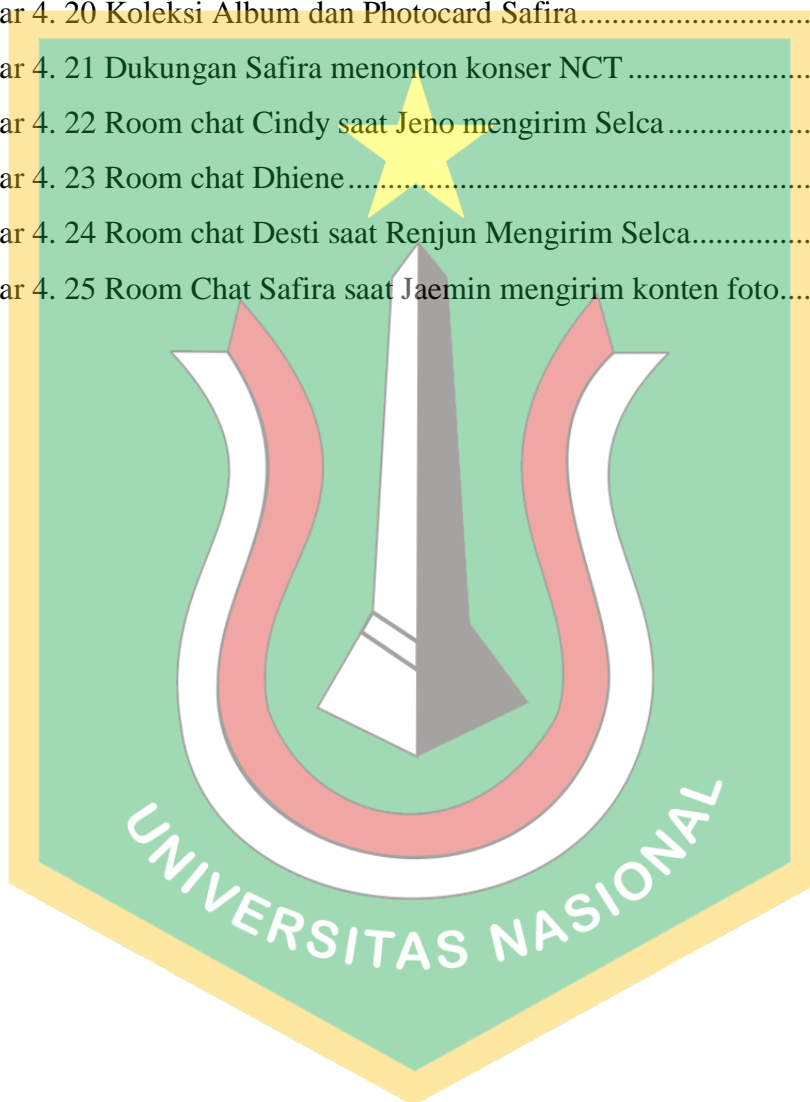 ar 4. 20 Koleksi Album dan Photocard Safira............................
ar 4. 21 Dukungan Safira menonton konser NCT......................
ar 4. 22 Room chat Cindy saat Jeno mengirim Selca.................
ar 4. 23 Room chat Dhiene.......................................................
ar 4. 24 Room chat Desti saat Renjun Mengirim Selca..............
ar 4. 25 Room Chat Safira saat Jaemin mengirim konten foto....
UNIVERSITAS NASIONAL